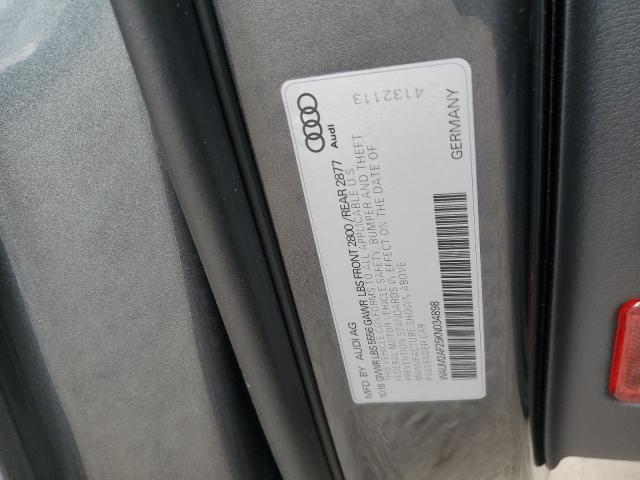 MFD. BY AUDI AG
10/18 GVWR LBS 5556 GAWR LBS FRONT 2800 / REAR 2877
THIS VEHICLE CONFORMS TO ALL APPLICABLE U.S.
FEDERAL MOTOR VEHICLE SAFETY, BUMPER AND THEFT
PREVENTION STANDARDS IN EFFECT ON THE DATE OF
MANUFACTURE SHOWN ABOVE
PASSENGER CAR
WAUM2AF25KN034898
Audi
4132113
GERMANY